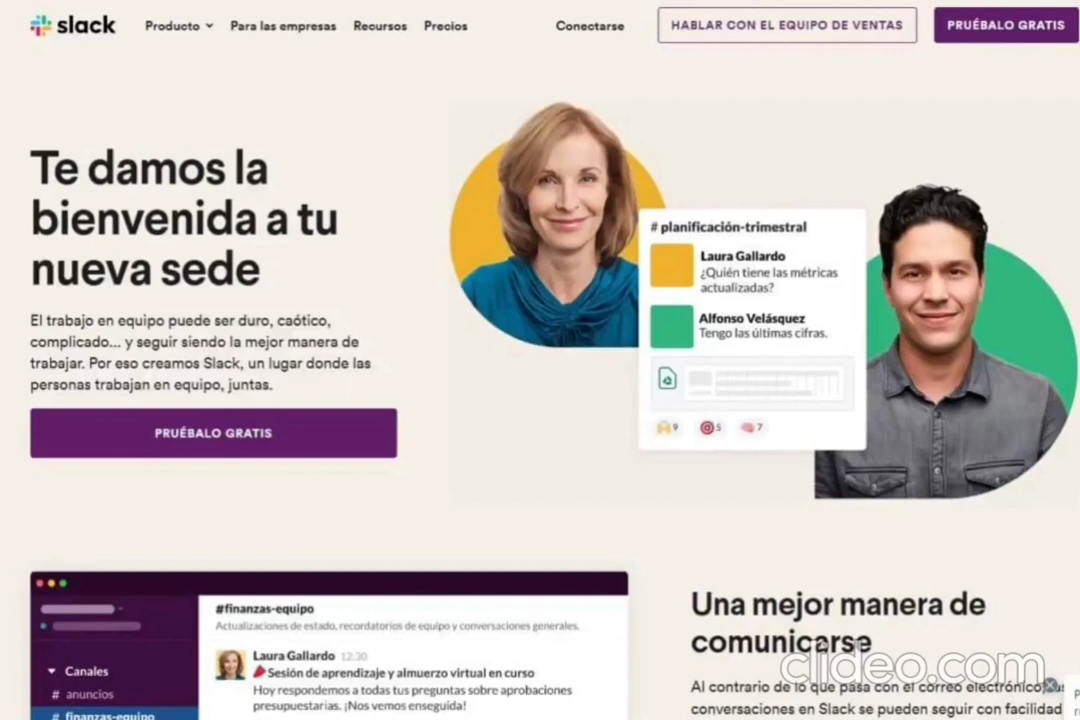 slack
Producto
Para las empresas
Recursos
Precios
Conectarse
HABLAR CON EL EQUIPO DE VENTAS
PRUÉBALO GRATIS
Te damos la
bienvenida a tu
nueva sede
El trabajo en equipo puede ser duro, caótico,
complicado... y seguir siendo la mejor manera de
trabajar. Por eso creamos Slack, un lugar donde las
personas trabajan en equipo, juntas.
PRUÉBALO GRATIS
# planificación-trimestral
Laura Gallardo
¿Quién tiene las métricas
actualizadas?
Alfonso Velásquez
Tengo las últimas cifras.
9 5 7
#finanzas-equipo
Actualizaciones de estado, recordatorios de equipo y conversaciones generales.
Canales
# anuncios
# finanzas-equipo
Laura Gallardo 12:30
Sesión de aprendizaje y almuerzo virtual en curso
Hoy respondemos a todas tus preguntas sobre aprobaciones
presupuestarias. ¡Nos vemos enseguida!
Una mejor manera de
comunicarse
Al contrario de lo que pasa con el correo electrónico,
conversaciones en Slack se pueden seguir con facilidad
clideo.com